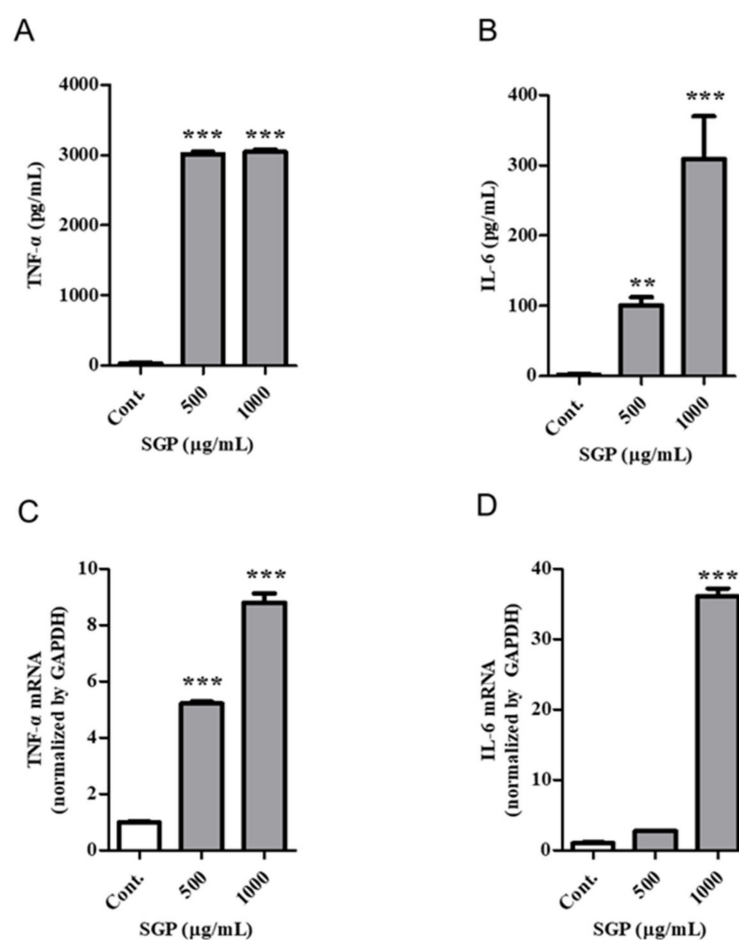 A
TNF-α (pg/mL)
4000
3000
2000
1000
0
*** ***
Cont.
500
1000
SGP (µg/mL)
B
IL-6 (pg/mL)
400
300
200
100
0
**
***
Cont.
500
1000
SGP (µg/mL)
C
TNF-α mRNA
(normalized by GAPDH)
10
8
6
4
2
0
***
***
Cont.
500
1000
SGP (µg/mL)
D
IL-6 mRNA
(normalized by GAPDH)
40
30
20
10
0
***
Cont.
500
1000
SGP (µg/mL)